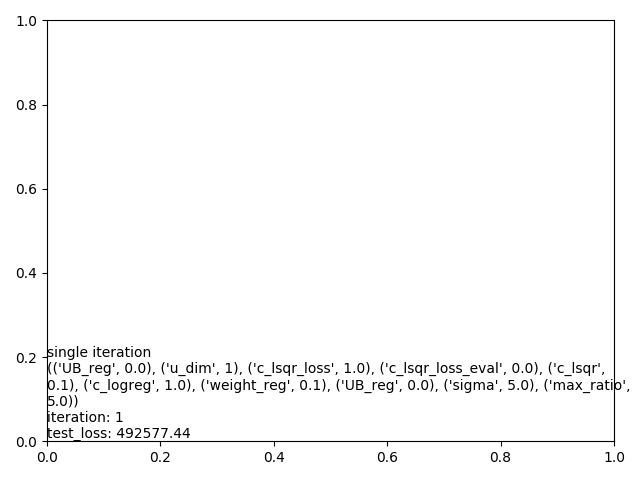 1.0
0.8
0.6
0.4
0.2
0.0
single iteration
(('UB_reg', 0.0), ('u_dim', 1), ('c_lsqr_loss', 1.0), ('c_lsqr_loss_eval', 0.0), ('c_lsqr',
0.1), ('c_logreg', 1.0), ('weight_reg', 0.1), ('UB_reg', 0.0), ('sigma', 5.0), ('max_ratio',
5.0))
iteration: 1
test_loss: 492577.44
0.0 0.2 0.4 0.6 0.8 1.0